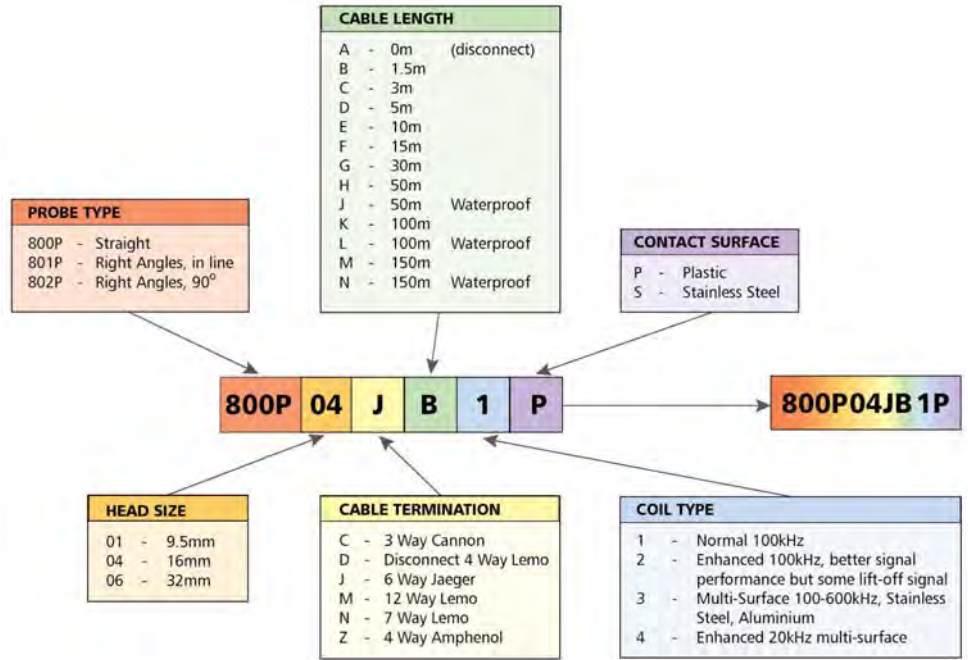 CABLE LENGTH
A - 0m (disconnect)
B - 1.5m
C - 3m
D - 5m
E - 10m
F - 15m
G - 30m
H - 50m
J - 50m Waterproof
K - 100m
L - 100m Waterproof
M - 150m
N - 150m Waterproof
PROBE TYPE
800P - Straight
801P - Right Angles, in line
802P - Right Angles, 90°
CONTACT SURFACE
P - Plastic
S - Stainless Steel
800P 04 J B 1 P
800P04JB1P
HEAD SIZE
01 - 9.5mm
04 - 16mm
06 - 32mm
CABLE TERMINATION
C - 3 Way Cannon
D - Disconnect 4 Way Lemo
J - 6 Way Jaeger
M - 12 Way Lemo
N - 7 Way Lemo
Z - 4 Way Amphenol
COIL TYPE
1 - Normal 100kHz
2 - Enhanced 100kHz, better signal
performance but some lift-off signal
3 - Multi-Surface 100-600kHz, Stainless
Steel, Aluminium
4 - Enhanced 20kHz multi-surface